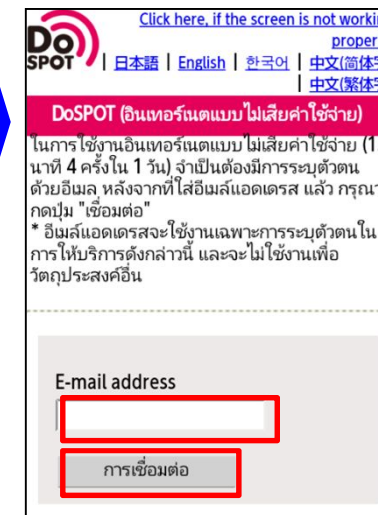 Do
SPOT
Click here, if the screen is not workin
proper
| 日本語 | English | 한국어 | 中文(简体字
| 中文(繁体字
DoSPOT (อินเทอร์เนตแบบไม่เสียค่าใช้จ่าย)
ในการใช้งานอินเทอร์เนตแบบไม่เสียค่าใช้จ่าย (1
นาที 4 ครั้งใน 1 วัน) จำเป็นต้องมีการระบุตัวตน
ด้วยอีเมล หลังจากที่ใส่อีเมล์แอดเดรส แล้ว กรุณา
กดปุ่ม "เชื่อมต่อ"
* อีเมล์แอดเดรสจะใช้งานเฉพาะการระบุตัวตนใน
การให้บริการดังกล่าวนี้ และจะไม่ใช้งานเพื่อ
วัตถุประสงค์อื่น
E-mail address
การเชื่อมต่อ